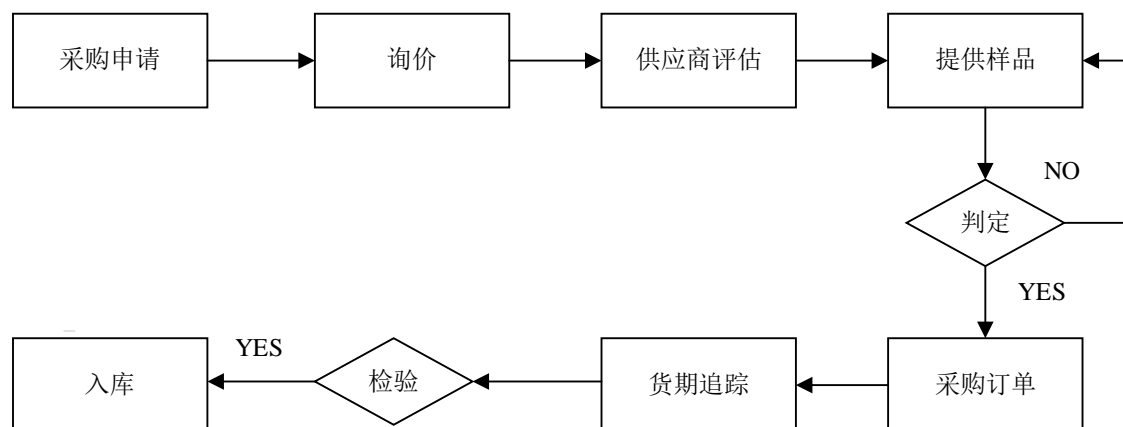 采购申请
询价
供应商评估
提供样品
NO
判定
YES
YES
入库
检验
货期追踪
采购订单